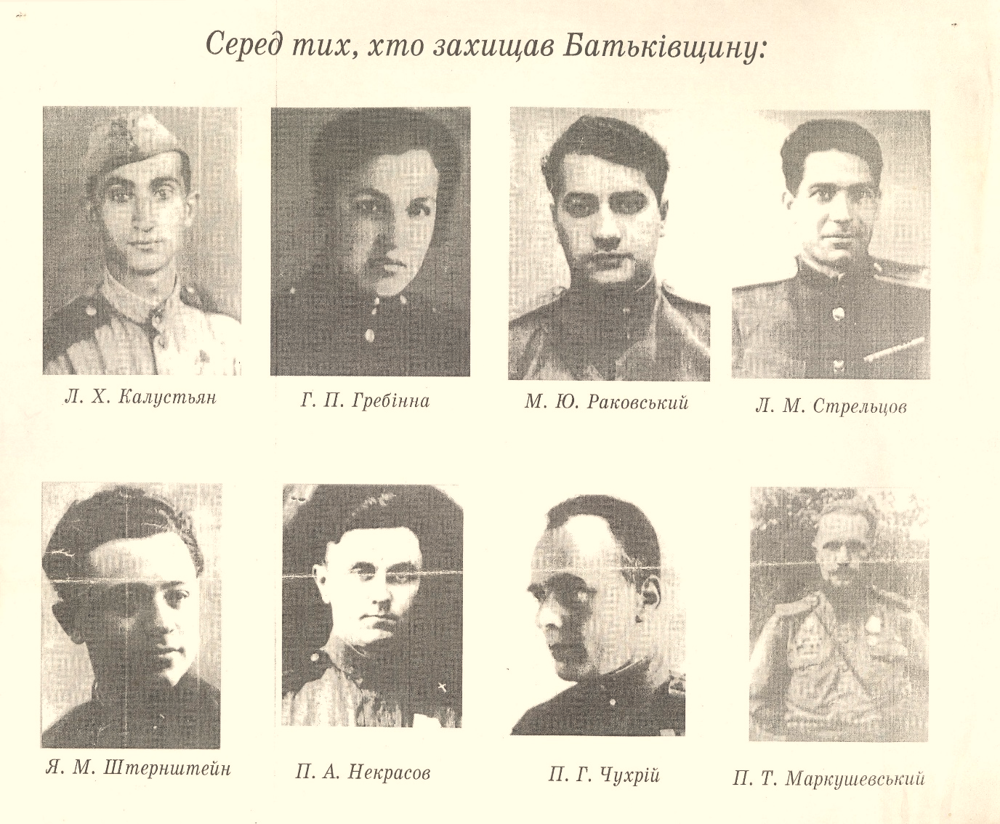 Серед тих, хто захищав Батьківщину:
Л. Х. Калустьян
Г. П. Гребінна
М. Ю. Раковський
Л. М. Стрельцов
Я. М. Штернштейн
П. А. Некрасов
П. Г. Чухрій
П. Т. Маркушевський